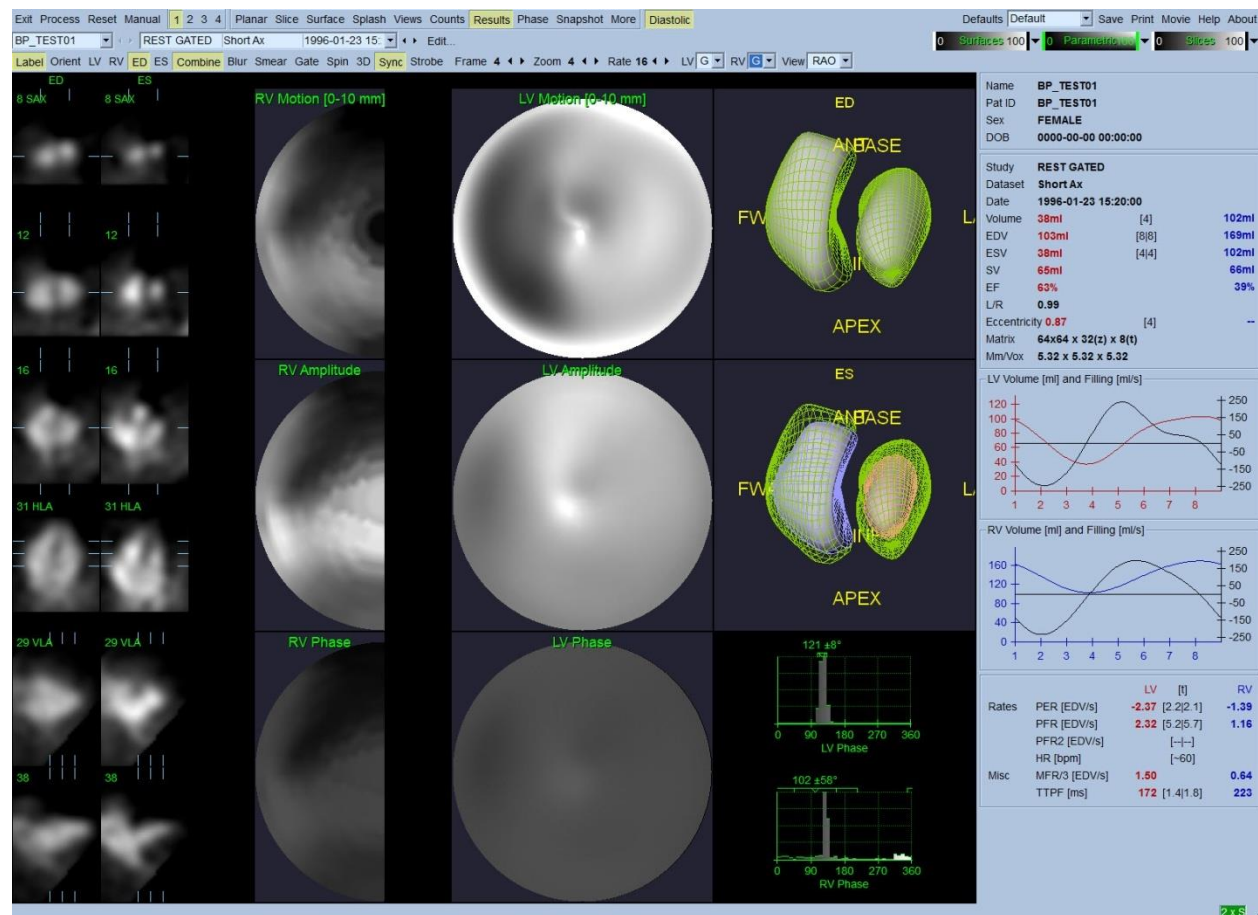 Exit Process Reset Manual 1 2 3 4 Planar Slice Surface Splash Views Counts Results Phase Snapshot More Diastolic Defaults Default Save Print Movie Help About
BP_TEST01 REST GATED Short Ax 1996-01-23 15: Edit... 0 Surfaces 100 0 Parametric 0 Slices 100
Label Orient LV RV ED ES Combine Blur Smear Gate Spin 3D Sync Strobe Frame 4 Zoom 4 Rate 16 LV G RV G View RAO
ED ES
8 SAX 8 SAX
12 12
16 16
31 HLA 31 HLA
29 VLA 29 VLA
38 38
RV Motion [0-10 mm]
LV Motion [0-10 mm]
RV Amplitude
LV Amplitude
RV Phase
LV Phase
ED
ANT BASE
FW
APEX
ES
ANT BASE
FW
APEX
121 ±8°
0 90 180 270 360
LV Phase
102 ±58°
0 90 180 270 360
RV Phase
Name BP_TEST01
Pat ID BP_TEST01
Sex FEMALE
DOB 0000-00-00 00:00:00
Study REST GATED
Dataset Short Ax
Date 1996-01-23 15:20:00
Volume 38ml [4] 102ml
EDV 103ml [8|8] 169ml
ESV 38ml [4|4] 102ml
SV 65ml 66ml
EF 63% 39%
L/R 0.99
Eccentricity 0.87 [4] --
Matrix 64x64 x 32(z) x 8(t)
Mm/Vox 5.32 x 5.32 x 5.32
LV Volume [ml] and Filling [ml/s]
120 100 80 60 40 20 0
250 150 50 -50 -150 -250
1 2 3 4 5 6 7 8
RV Volume [ml] and Filling [ml/s]
160 120 80 40 0
250 150 50 -50 -150 -250
1 2 3 4 5 6 7 8
LV [t] RV
Rates PER [EDV/s] -2.37 [2.2|2.1] -1.39
PFR [EDV/s] 2.32 [5.2|5.7] 1.16
PFR2 [EDV/s] [--|--]
HR [bpm] [~60]
Misc MFR/3 [EDV/s] 1.50 0.64
TTPF [ms] 172 [1.4|1.8] 223
2 x S